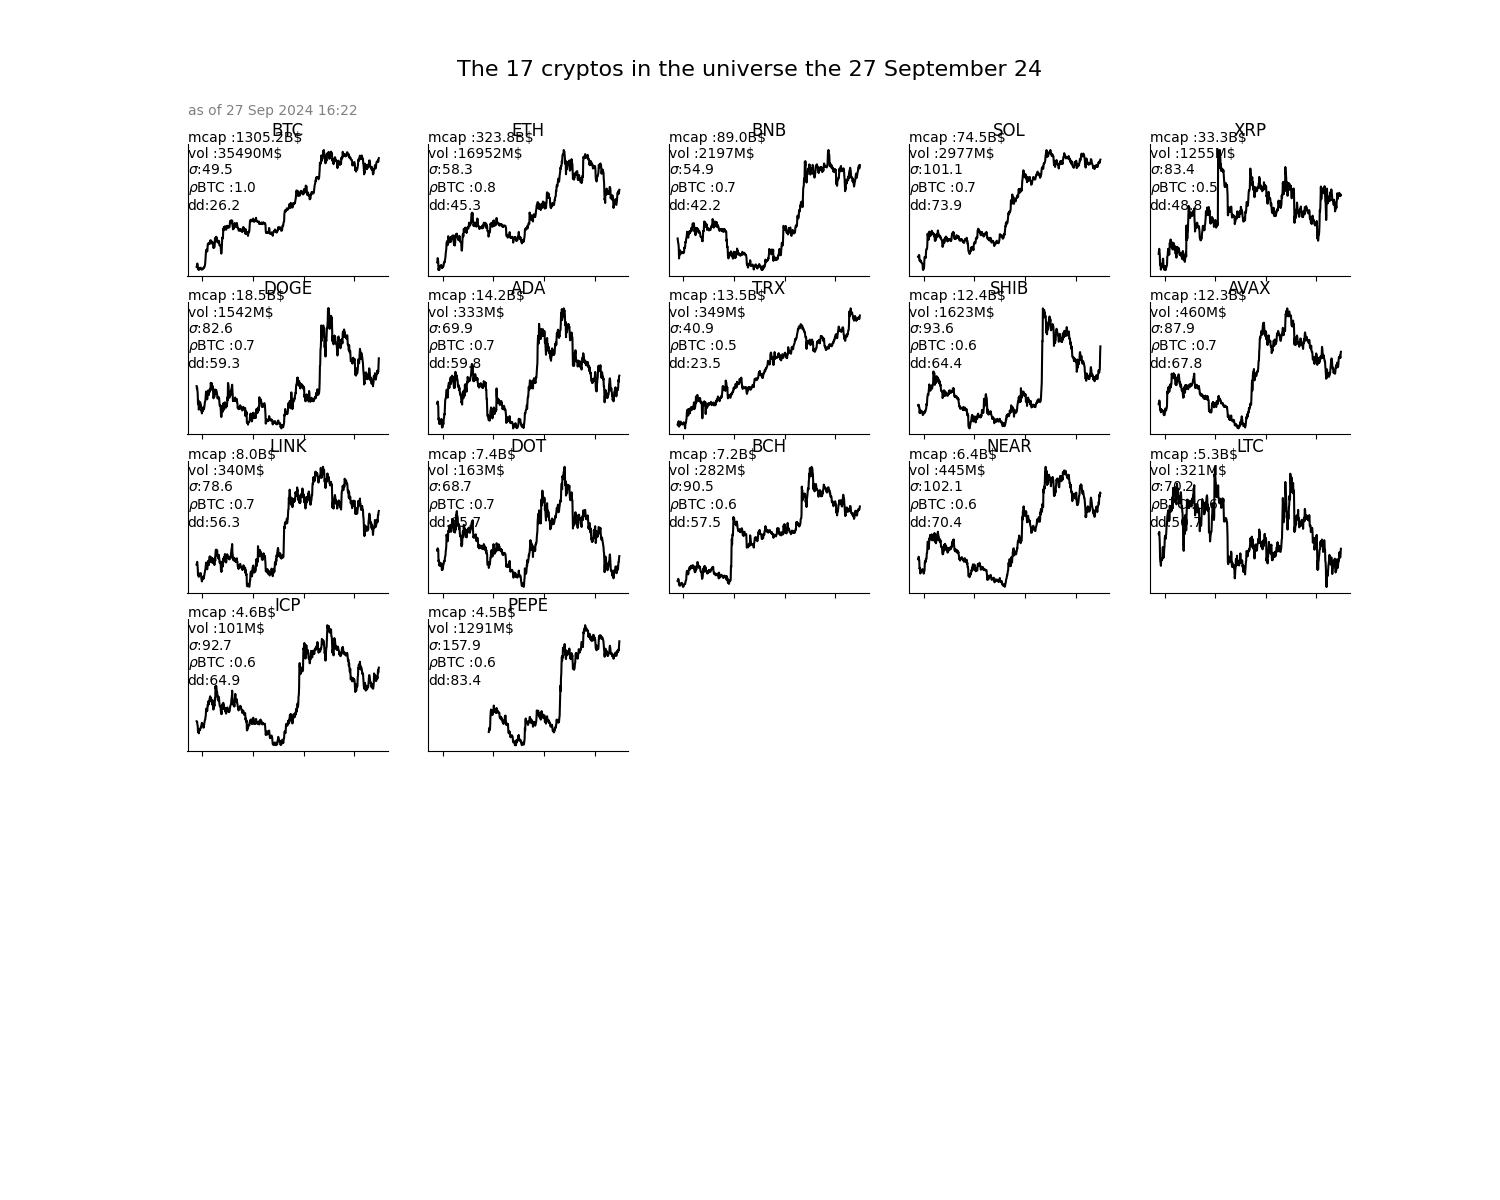 The 17 cryptos in the universe the 27 September 24
as of 27 Sep 2024 16:22
BTC
mcap :1305.2B$
vol :35490M$
σ:49.5
ρBTC :1.0
dd:26.2
ETH
mcap :323.8B$
vol :16952M$
σ:58.3
ρBTC :0.8
dd:45.3
BNB
mcap :89.0B$
vol :2197M$
σ:54.9
ρBTC :0.7
dd:42.2
SOL
mcap :74.5B$
vol :2977M$
σ:101.1
ρBTC :0.7
dd:73.9
XRP
mcap :33.3B$
vol :1255M$
σ:83.4
ρBTC :0.5
dd:48.8
DOGE
mcap :18.5B$
vol :1542M$
σ:82.6
ρBTC :0.7
dd:59.3
ADA
mcap :14.2B$
vol :333M$
σ:69.9
ρBTC :0.7
dd:59.8
TRX
mcap :13.5B$
vol :349M$
σ:40.9
ρBTC :0.5
dd:23.5
SHIB
mcap :12.4B$
vol :1623M$
σ:93.6
ρBTC :0.6
dd:64.4
AVAX
mcap :12.3B$
vol :460M$
σ:87.9
ρBTC :0.7
dd:67.8
LINK
mcap :8.0B$
vol :340M$
σ:78.6
ρBTC :0.7
dd:56.3
DOT
mcap :7.4B$
vol :163M$
σ:68.7
ρBTC :0.7
BCH
mcap :7.2B$
vol :282M$
σ:90.5
ρBTC :0.6
dd:57.5
NEAR
mcap :6.4B$
vol :445M$
σ:102.1
ρBTC :0.6
dd:70.4
LTC
mcap :5.3B$
vol :321M$
σ:70.2
ρBTC :0.6
ICP
mcap :4.6B$
vol :101M$
σ:92.7
ρBTC :0.6
dd:64.9
PEPE
mcap :4.5B$
vol :1291M$
σ:157.9
ρBTC :0.6
dd:83.4